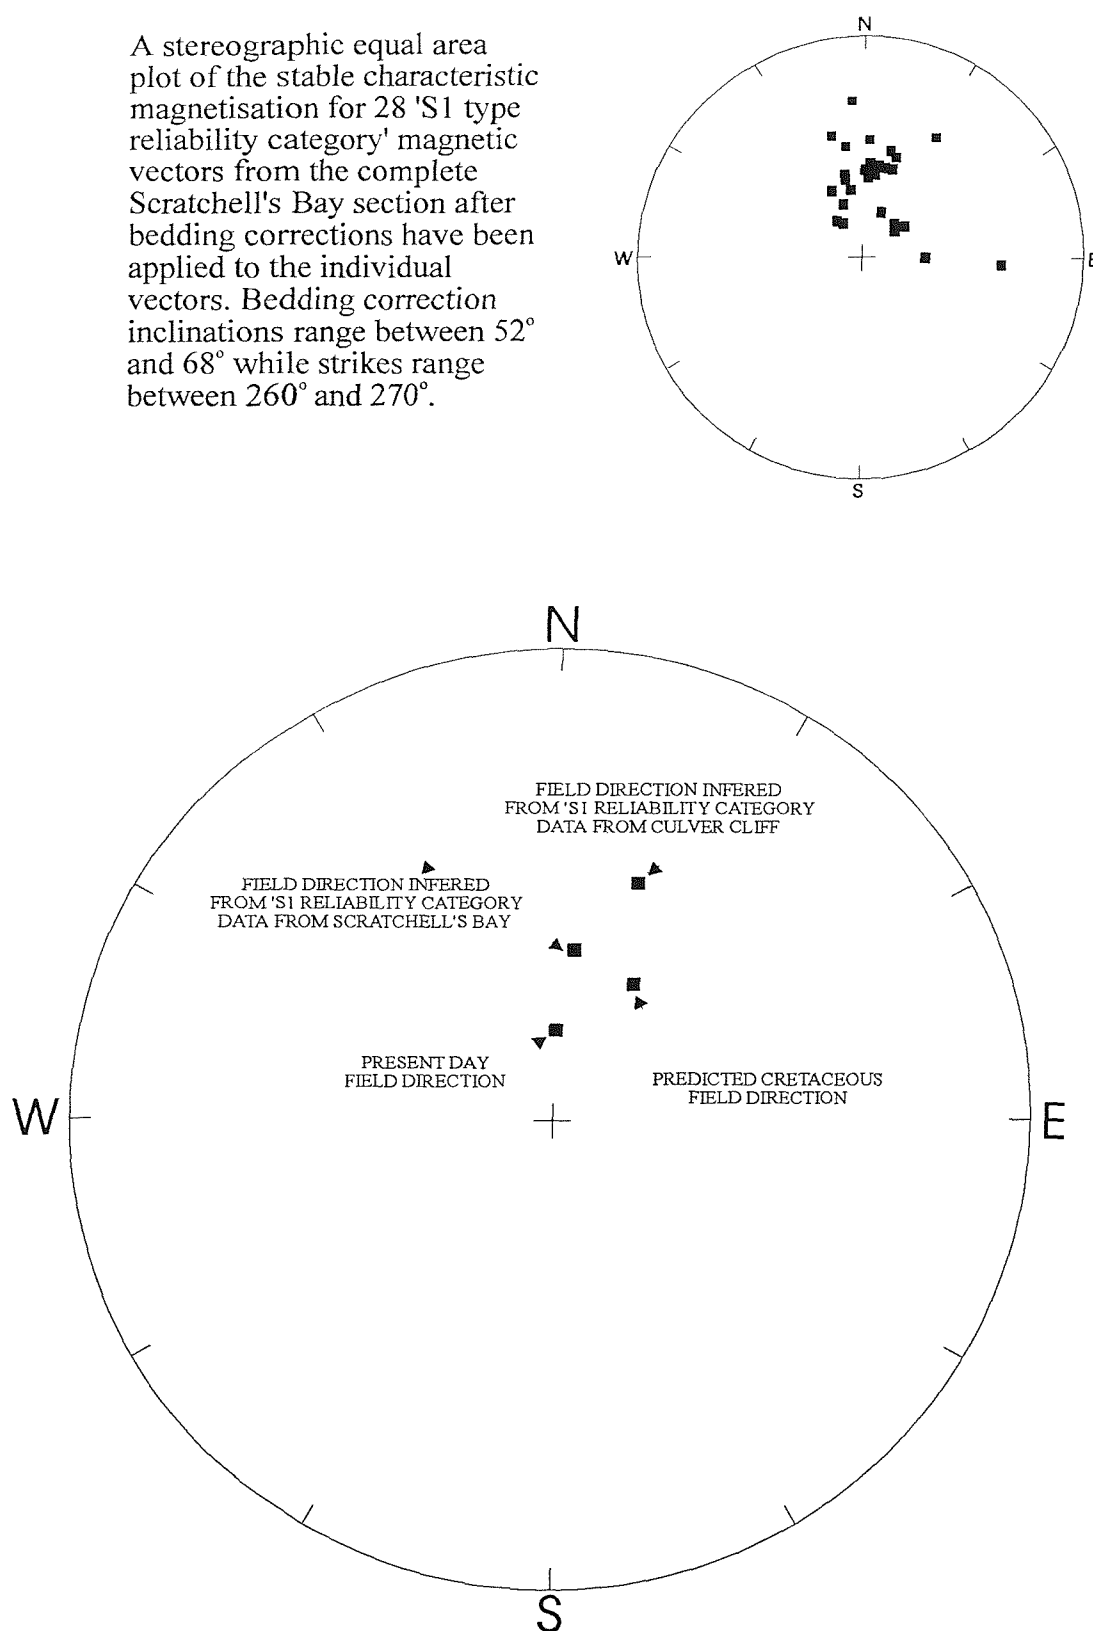 A stereographic equal area
plot of the stable characteristic
magnetisation for 28 'S1 type
reliability category' magnetic
vectors from the complete
Scratchell's Bay section after
bedding corrections have been
applied to the individual
vectors. Bedding correction
inclinations range between 52°
and 68° while strikes range
between 260° and 270°.
N
W
E
S
N
FIELD DIRECTION INFERED
FROM 'S1 RELIABILITY CATEGORY
DATA FROM CULVER CLIFF
FIELD DIRECTION INFERED
FROM 'S1 RELIABILITY CATEGORY
DATA FROM SCRATCHELL'S BAY
PRESENT DAY
FIELD DIRECTION
PREDICTED CRETACEOUS
FIELD DIRECTION
W
E
S